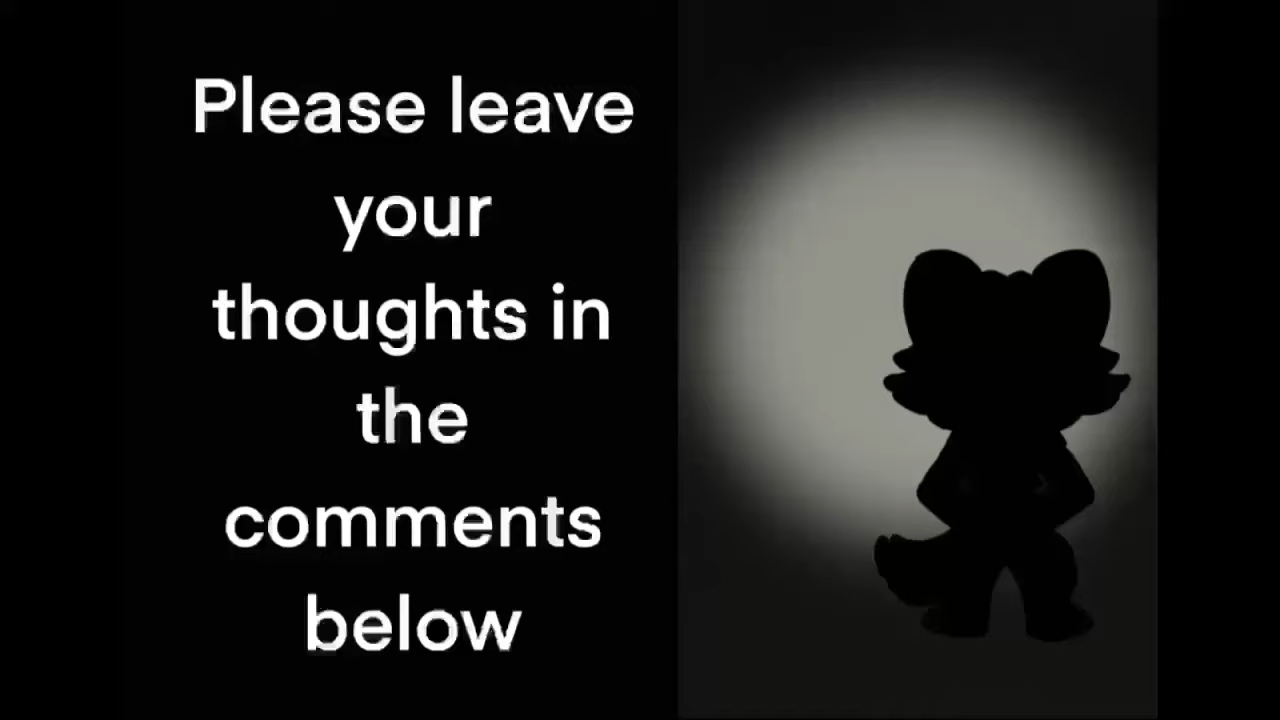 Please leave
your
thoughts in
the
comments
below